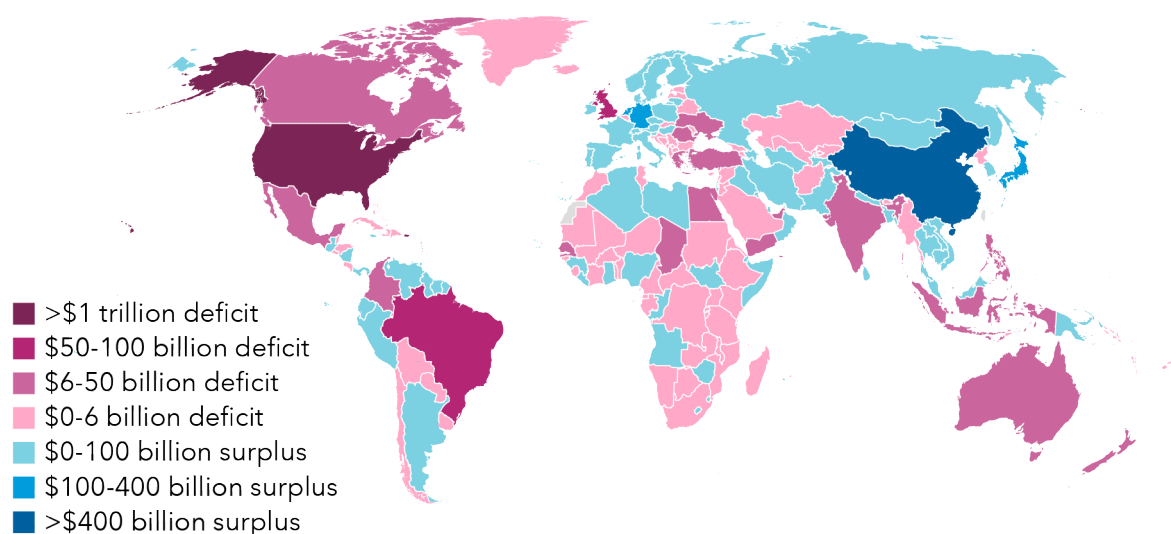 >$1 trillion deficit
$50-100 billion deficit
$6-50 billion deficit
$0-6 billion deficit
$0-100 billion surplus
$100-400 billion surplus
>$400 billion surplus